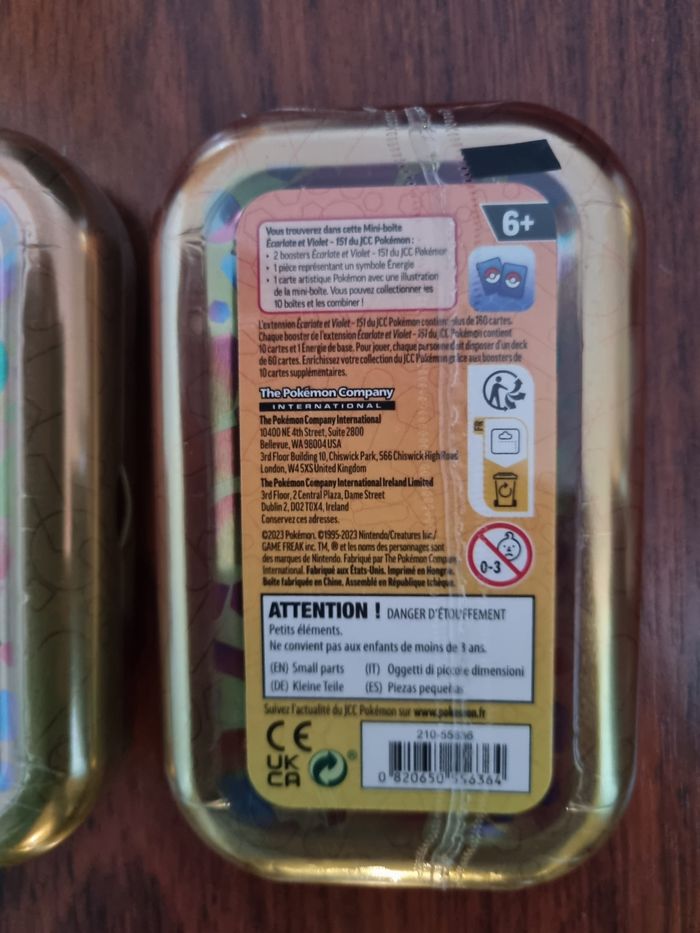 6+
Vous trouverez dans cette Mini-boîte
Écarlate et Violet – 151 du JCC Pokémon :
• 2 boosters Écarlate et Violet – 151 du JCC Pokémon
• 1 pièce représentant un symbole Énergie
• 1 carte artistique Pokémon avec une illustration
de la mini-boîte. Vous pouvez collectionner les
10 boîtes et les combiner !
L'extension Écarlate et Violet – 151 du JCC Pokémon contient plus de 160 cartes.
Chaque booster de l'extension Écarlate et Violet – 151 du JCC Pokémon contient
10 cartes et 1 Énergie de base. Pour jouer, chaque personne doit disposer d'un deck
de 60 cartes. Enrichissez votre collection du JCC Pokémon grâce aux boosters de
10 cartes supplémentaires.
The Pokémon Company
INTERNATIONAL
The Pokémon Company International
10400 NE 4th Street, Suite 2800
Bellevue, WA 98004 USA
3rd Floor Building 10, Chiswick Park, 566 Chiswick High Road
London, W4 5XS United Kingdom
The Pokémon Company International Ireland Limited
3rd Floor, 2 Central Plaza, Dame Street
Dublin 2, D02 T0X4, Ireland
Conservez ces adresses.
©2023 Pokémon. ©1995-2023 Nintendo/Creatures Inc./
GAME FREAK inc. TM, ® et les noms des personnages sont
des marques de Nintendo. Fabriqué par The Pokémon Company
International. Fabriqué aux États-Unis. Imprimé en Hongrie.
Boîte fabriquée en Chine. Assemblé en République tchèque.
FR
0-3
ATTENTION ! DANGER D'ÉTOUFFEMENT
Petits éléments.
Ne convient pas aux enfants de moins de 3 ans.
(EN) Small parts (IT) Oggetti di piccole dimensioni
(DE) Kleine Teile (ES) Piezas pequeñas
Suivez l'actualité du JCC Pokémon sur www.pokemon.fr
CE
UK
CA
®
0 820650 556364